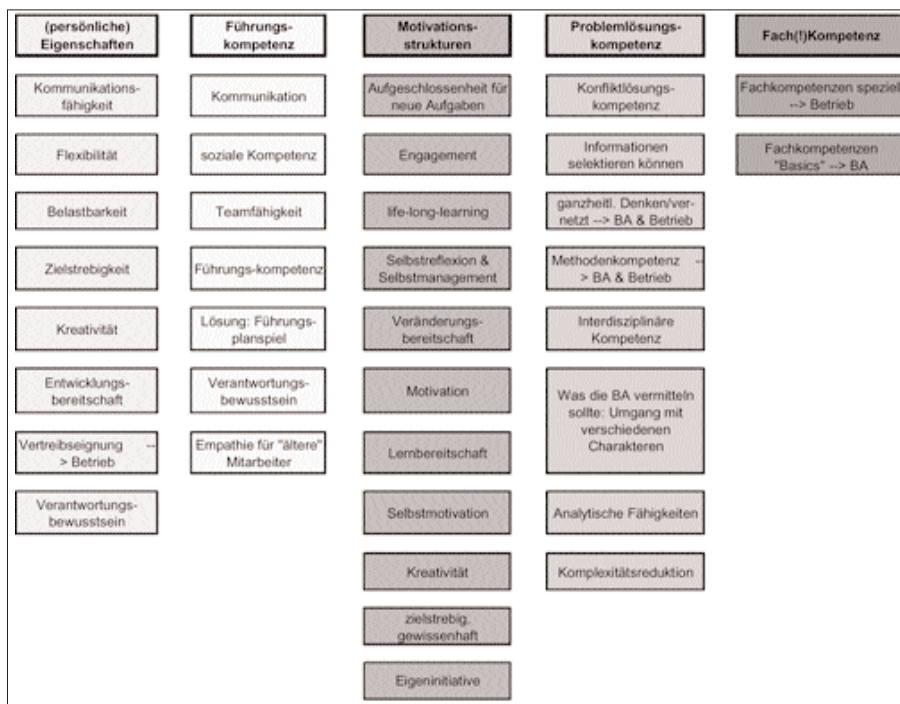 (persönliche)
Eigenschaften
Kommunikations-
fähigkeit
Flexibilität
Belastbarkeit
Zielstrebigkeit
Kreativität
Entwicklungs-
bereitschaft
Vertreibseignung --
> Betrieb
Verantwortungs-
bewusstsein
Führungs-
kompetenz
Kommunikation
soziale Kompetenz
Teamfähigkeit
Führungs-kompetenz
Lösung: Führungs-
planspiel
Verantwortungs-
bewusstsein
Empathie für "ältere"
Mitarbeiter
Motivations-
strukturen
Aufgeschlossenheit für
neue Aufgaben
Engagement
life-long-learning
Selbstreflexion &
Selbstmanagement
Veränderungs-
bereitschaft
Motivation
Lernbereitschaft
Selbstmotivation
Kreativität
zielstrebig,
gewissenhaft
Eigeninitiative
Problemlösungs-
kompetenz
Konfliktlösungs-
kompetenz
Informationen
selektieren können
ganzheitl. Denken/ver-
netzt --> BA & Betrieb
Methodenkompetenz --
> BA & Betrieb
Interdisziplinäre
Kompetenz
Was die BA vermitteln
sollte: Umgang mit
verschiedenen
Charakteren
Analytische Fähigkeiten
Komplexitätsreduktion
Fach(!)Kompetenz
Fachkompetenzen speziell
--> Betrieb
Fachkompetenzen
"Basics" --> BA